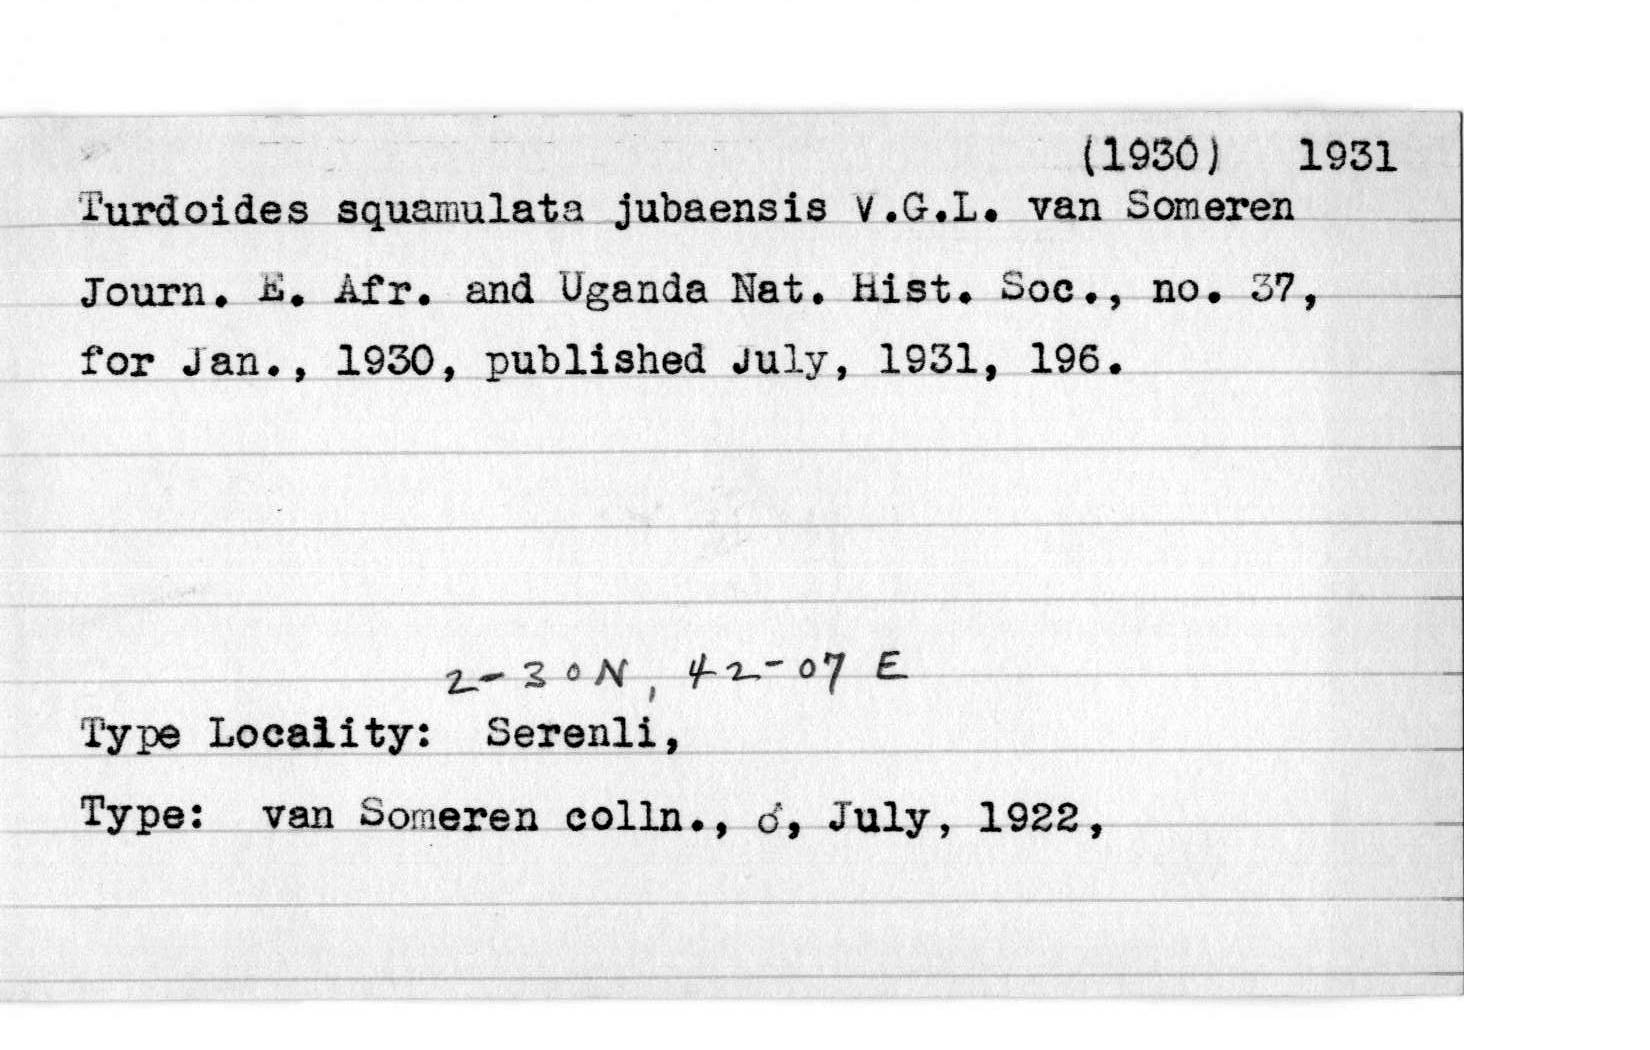 (1930) 1931
Turdoides squamulata jubaensis V.G.L. van Someren
Journ. E. Afr. and Uganda Nat. Hist. Soc., no. 37,
for Jan., 1930, published July, 1931, 196.
2-30N, 42-07 E
Type Locality: Serenli,
Type: van Someren colln., ♂, July, 1922,